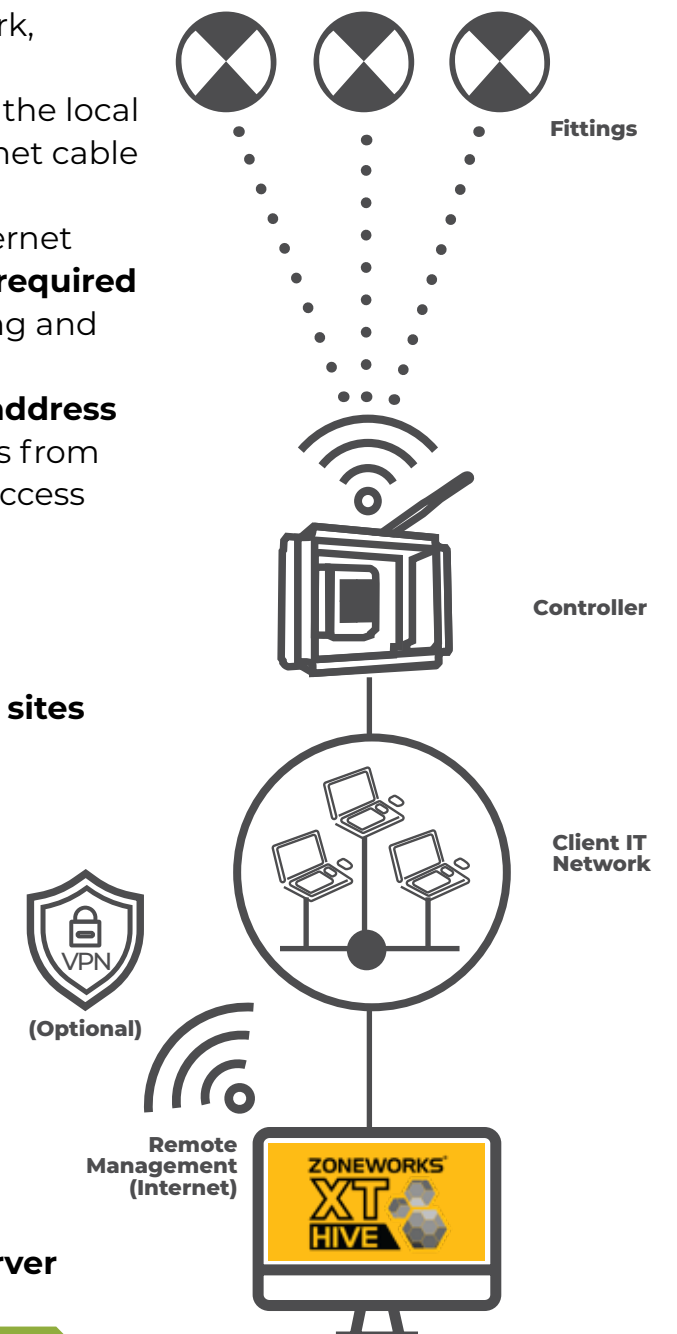 the local
net cable
ernet
required
ng and
address
s from
ccess
sites
rver
Fittings
Controller
Client IT
Network
VPN
(Optional)
Remote
Management
(Internet)
ZONEWORKS
XT
HIVE